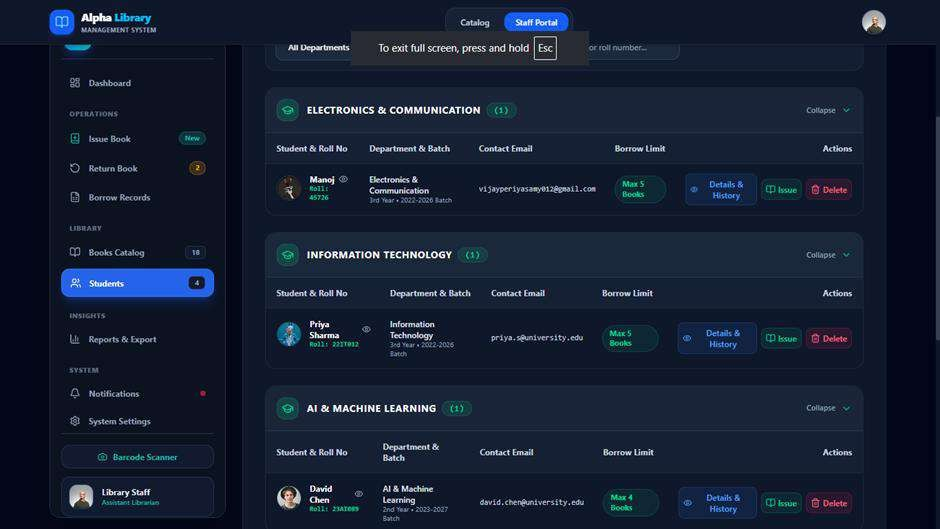 Alpha Library
MANAGEMENT SYSTEM
Catalog
Staff Portal
To exit full screen, press and hold Esc
Dashboard
OPERATIONS
Issue Book
New
Return Book
2
Borrow Records
LIBRARY
Books Catalog
18
Students
4
INSIGHTS
Reports & Export
SYSTEM
Notifications
System Settings
Barcode Scanner
Library Staff
Assistant Librarian
All Departments
or roll number...
ELECTRONICS & COMMUNICATION (1)
Collapse
Student & Roll No
Department & Batch
Contact Email
Borrow Limit
Actions
Manoj
Roll:
45726
Electronics &
Communication
3rd Year • 2022-2026 Batch
vijayperiyasamy012@gmail.com
Max 5
Books
Details &
History
Issue
Delete
INFORMATION TECHNOLOGY (1)
Collapse
Student & Roll No
Department & Batch
Contact Email
Borrow Limit
Actions
Priya
Sharma
Roll: 22IT012
Information
Technology
3rd Year • 2022-2026
Batch
priya.s@university.edu
Max 5
Books
Details &
History
Issue
Delete
AI & MACHINE LEARNING (1)
Collapse
Student & Roll No
Department &
Batch
Contact Email
Borrow Limit
Actions
David
Chen
Roll: 23AI089
AI & Machine
Learning
2nd Year • 2023-2027
Batch
david.chen@university.edu
Max 4
Books
Details &
History
Issue
Delete